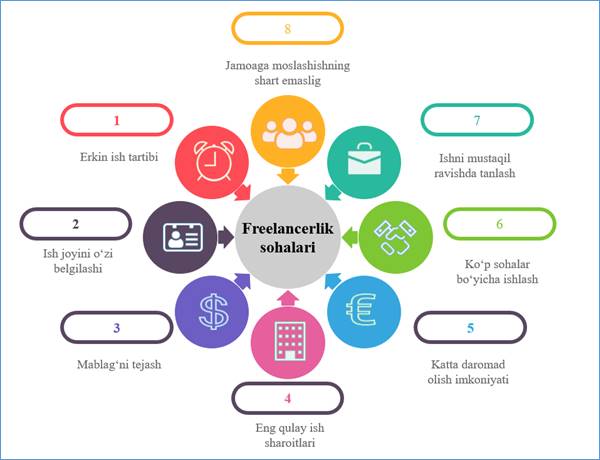 8
Jamoaga moslashishning
shart emaslig
1
Erkin ish tartibi
7
Ishni mustaqil
ravishda tanlash
2
Ish joyini o‘zi
belgilashi
Freelancerlik
sohalari
6
Ko‘p sohalar
bo‘yicha ishlash
3
Mablag‘ni tejash
5
Katta daromad
olish imkoniyati
4
Eng qulay ish
sharoitlari
$
€